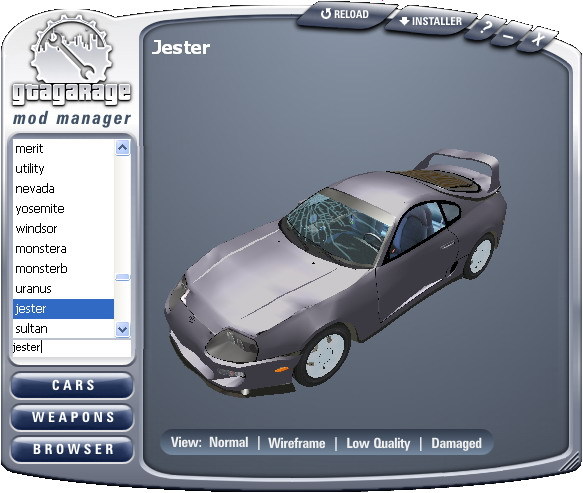 RELOAD
INSTALLER
? – X
Jester
gtagarage
mod manager
merit
utility
nevada
yosemite
windsor
monstera
monsterb
uranus
jester
sultan
jester
CARS
WEAPONS
BROWSER
View: Normal | Wireframe | Low Quality | Damaged